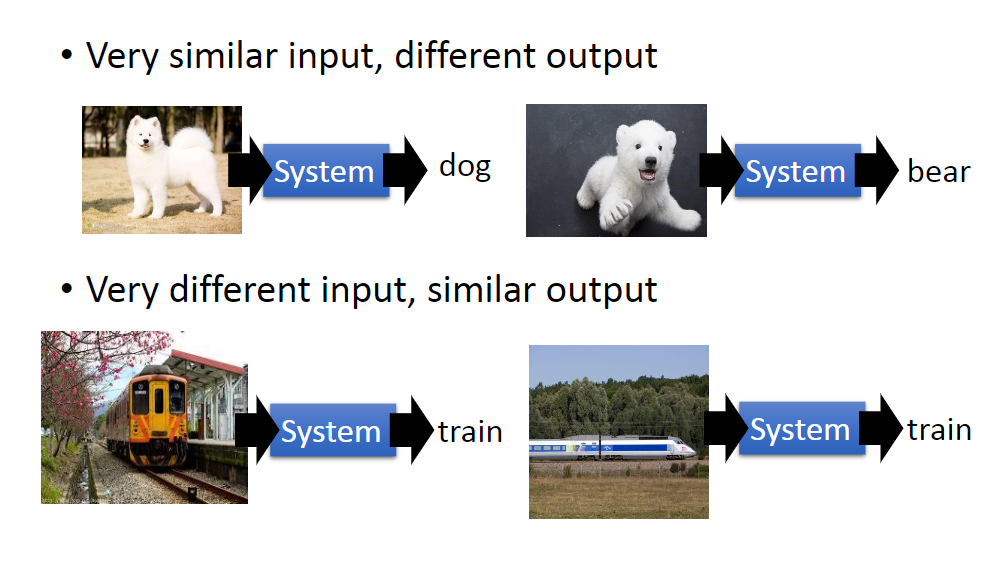 • Very similar input, different output
System
dog
System
bear
• Very different input, similar output
System
train
System
train